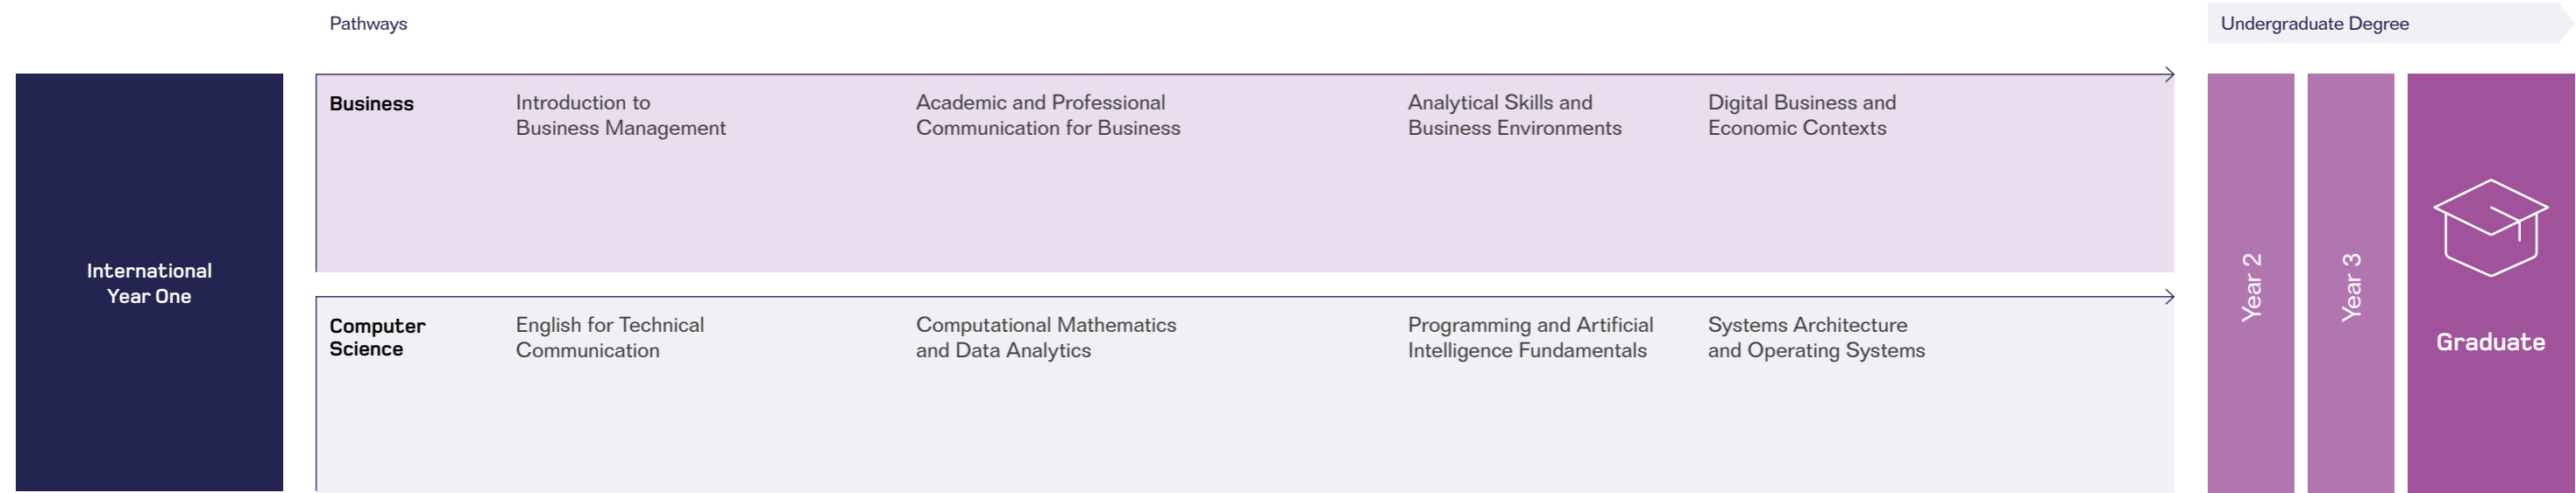 Pathways
Undergraduate Degree
International
Year One
Business
Introduction to
Business Management
Academic and Professional
Communication for Business
Analytical Skills and
Business Environments
Digital Business and
Economic Contexts
Computer
Science
English for Technical
Communication
Computational Mathematics
and Data Analytics
Programming and Artificial
Intelligence Fundamentals
Systems Architecture
and Operating Systems
Year 2
Year 3
Graduate